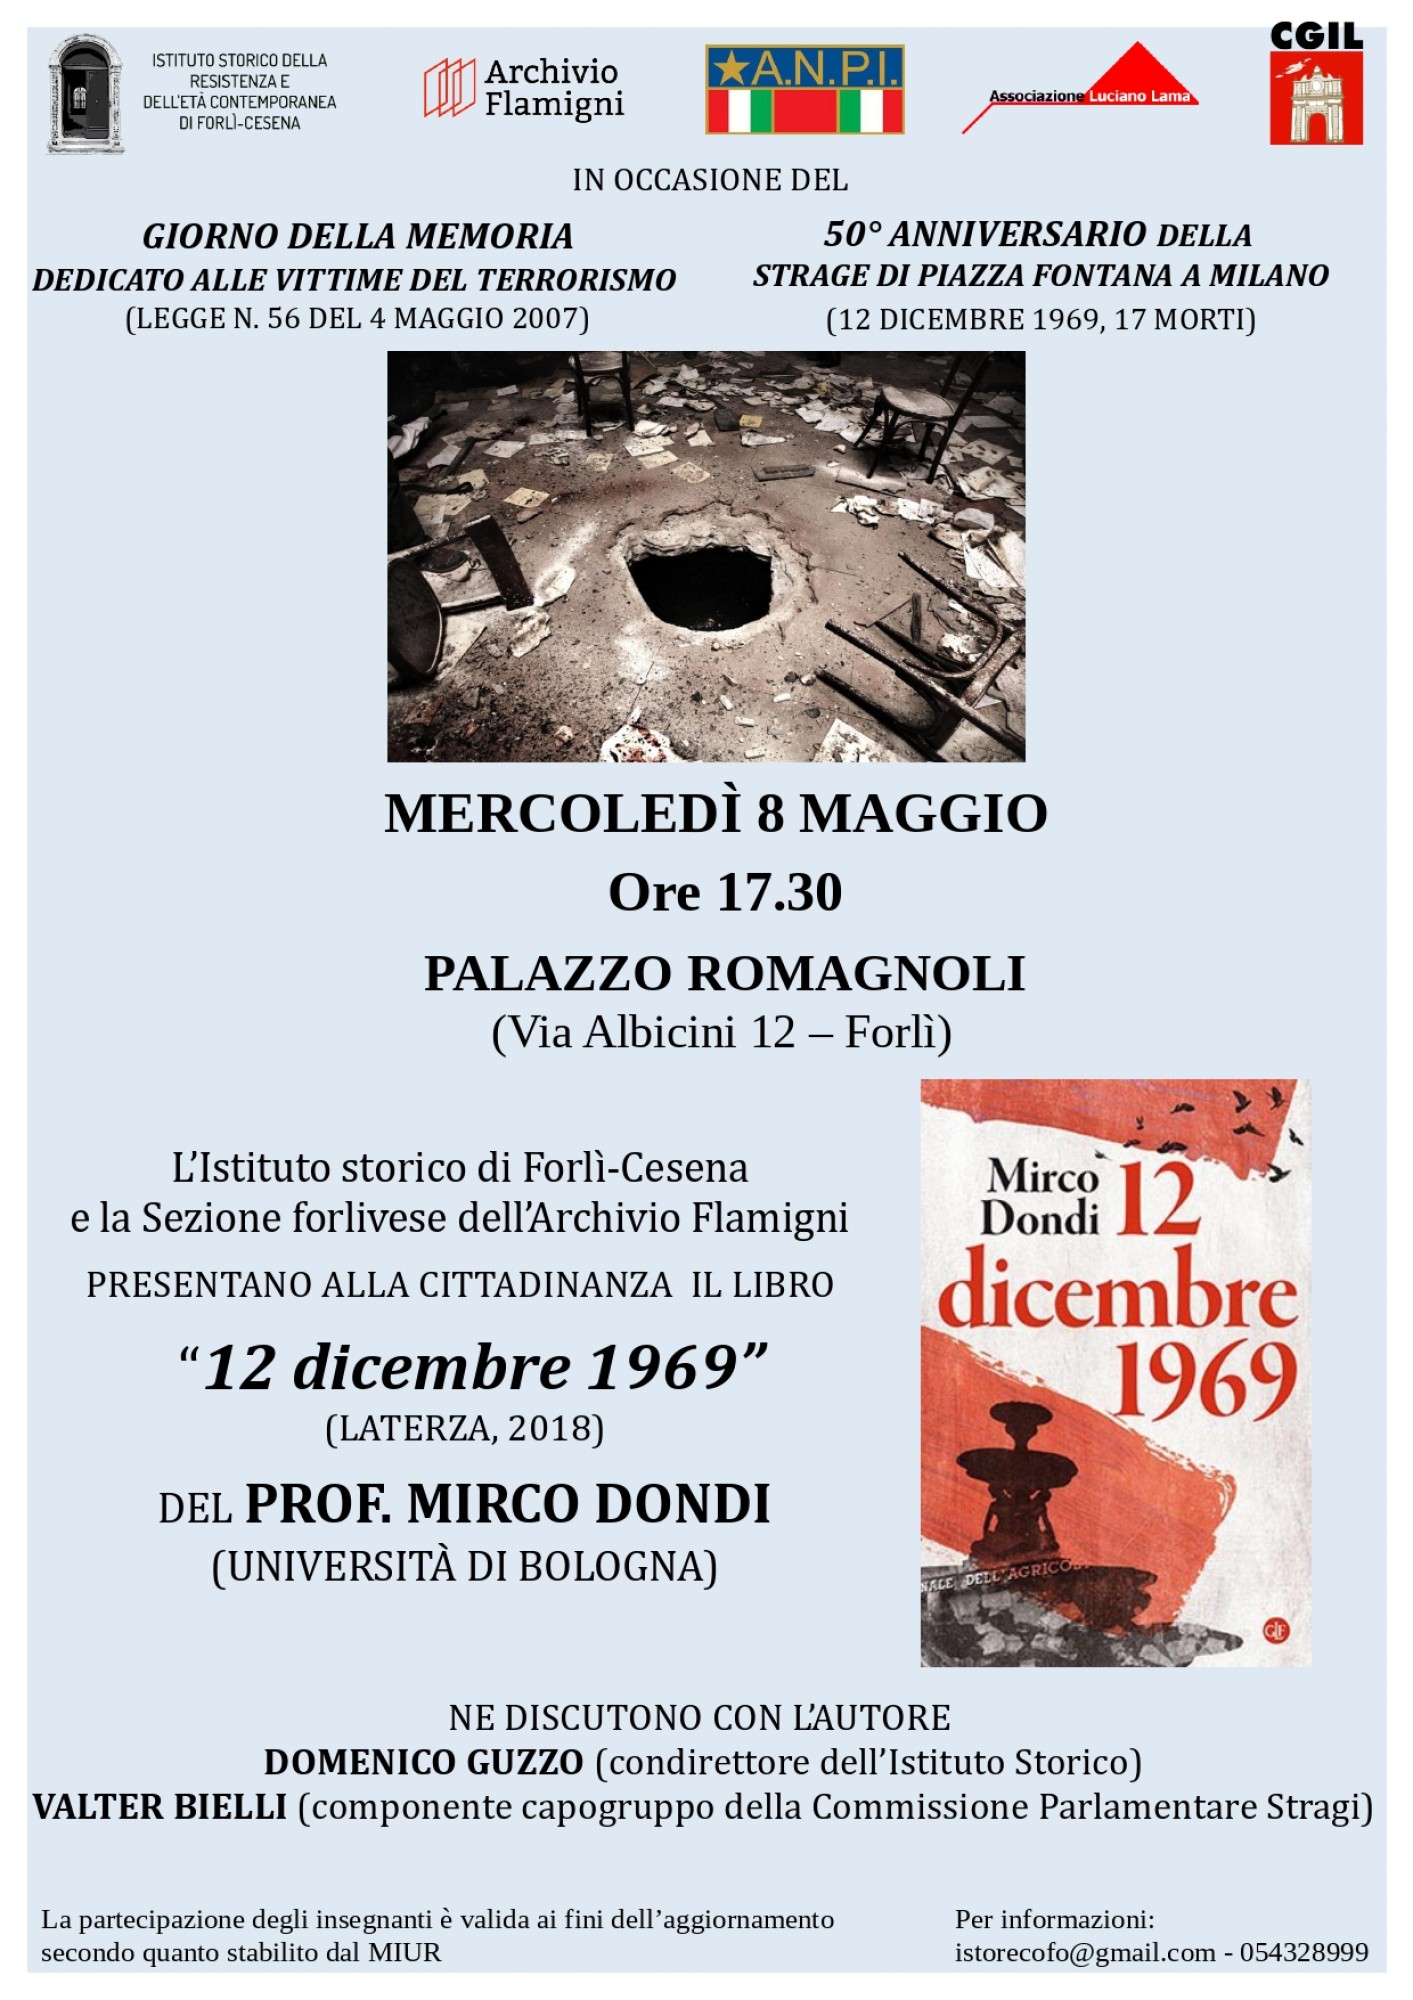 ISTITUTO STORICO DELLA
RESISTENZA E
DELL'ETÀ CONTEMPORANEA
DI FORLÌ-CESENA
Archivio
Flamigni
A.N.P.I.
Associazione Luciano Lama
CGIL
IN OCCASIONE DEL
GIORNO DELLA MEMORIA
DEDICATO ALLE VITTIME DEL TERRORISMO
(LEGGE N. 56 DEL 4 MAGGIO 2007)
50° ANNIVERSARIO DELLA
STRAGE DI PIAZZA FONTANA A MILANO
(12 DICEMBRE 1969, 17 MORTI)
MERCOLEDÌ 8 MAGGIO
Ore 17.30
PALAZZO ROMAGNOLI
(Via Albicini 12 – Forlì)
L’Istituto storico di Forlì-Cesena
e la Sezione forlivese dell’Archivio Flamigni
PRESENTANO ALLA CITTADINANZA IL LIBRO
“12 dicembre 1969”
(LATERZA, 2018)
DEL PROF. MIRCO DONDI
(UNIVERSITÀ DI BOLOGNA)
Mirco
Dondi
12
dicembre
1969
NALE DELL'AGRICO
GLF
NE DISCUTONO CON L’AUTORE
DOMENICO GUZZO (condirettore dell’Istituto Storico)
VALTER BIELLI (componente capogruppo della Commissione Parlamentare Stragi)
La partecipazione degli insegnanti è valida ai fini dell’aggiornamento
secondo quanto stabilito dal MIUR
Per informazioni:
istorecofo@gmail.com - 054328999